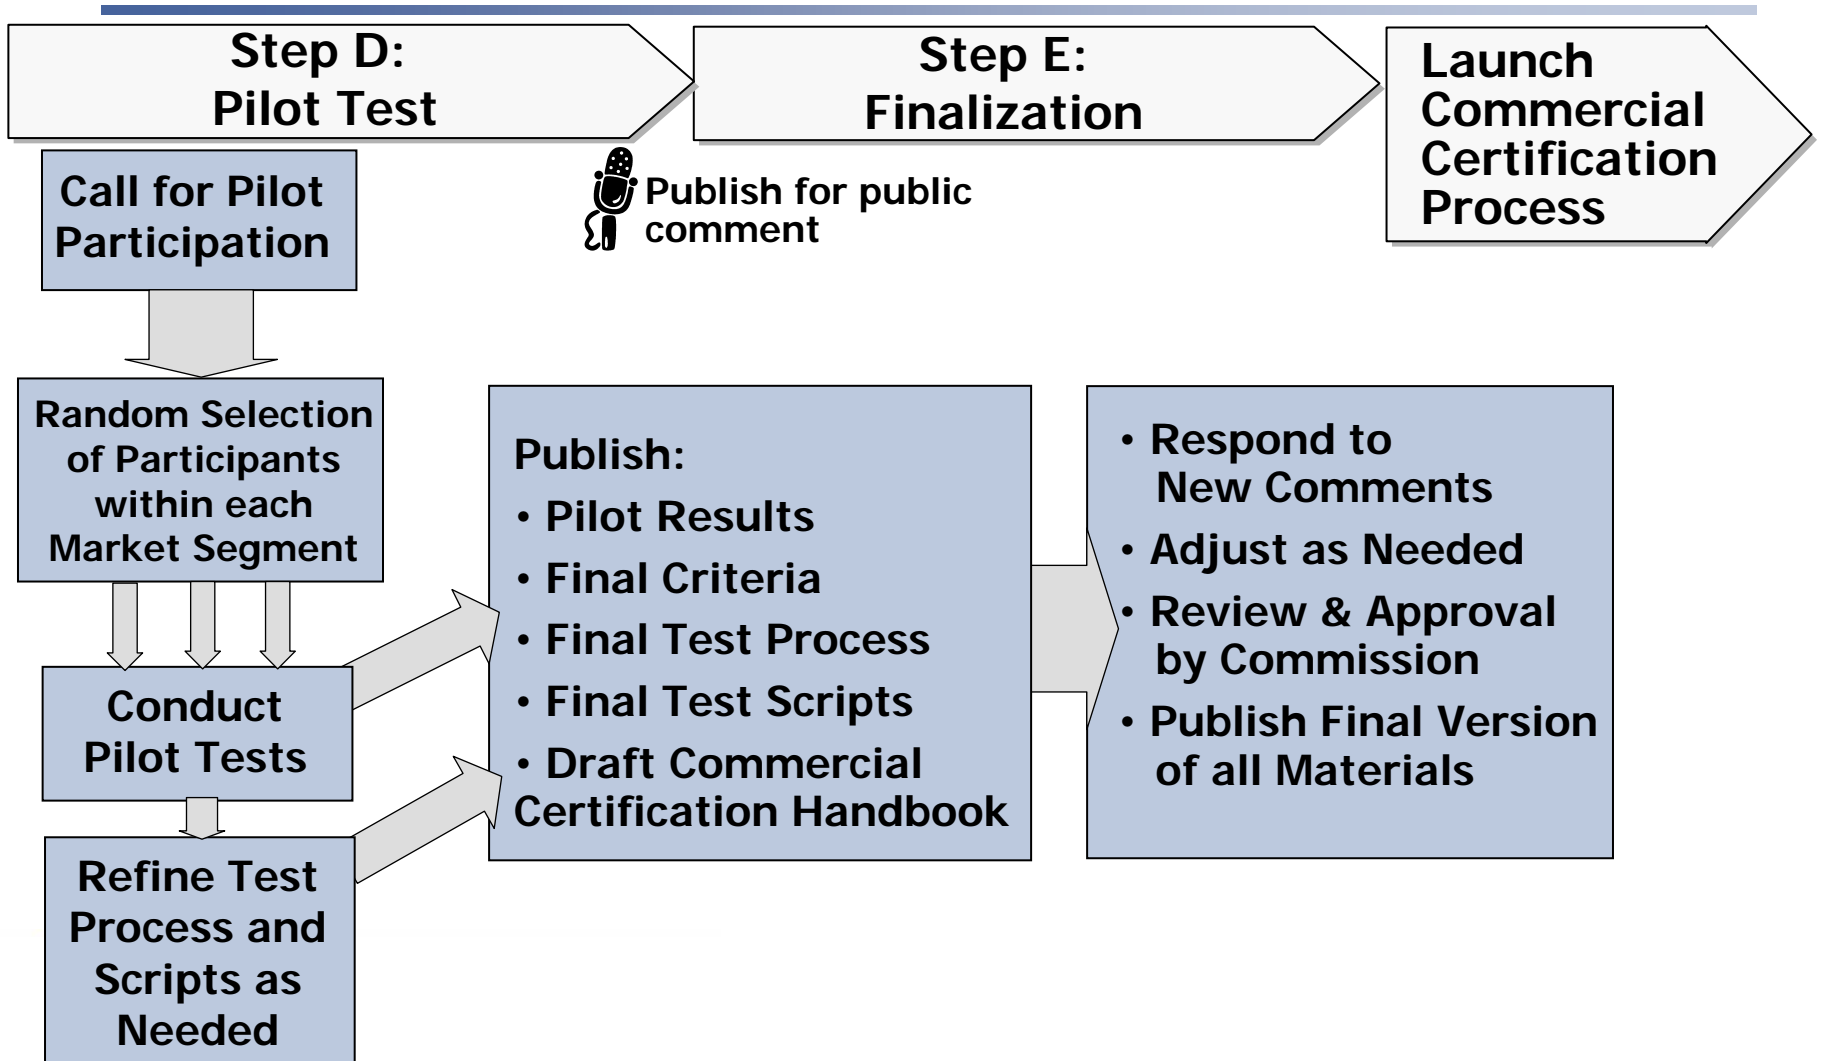 Step D:
Pilot Test
Step E:
Finalization
Launch
Commercial
Certification
Process
Call for Pilot
Participation
Publish for public
comment
Random Selection
of Participants
within each
Market Segment
Conduct
Pilot Tests
Refine Test
Process and
Scripts as
Needed
Publish:
• Pilot Results
• Final Criteria
• Final Test Process
• Final Test Scripts
• Draft Commercial
Certification Handbook
• Respond to
New Comments
• Adjust as Needed
• Review & Approval
by Commission
• Publish Final Version
of all Materials